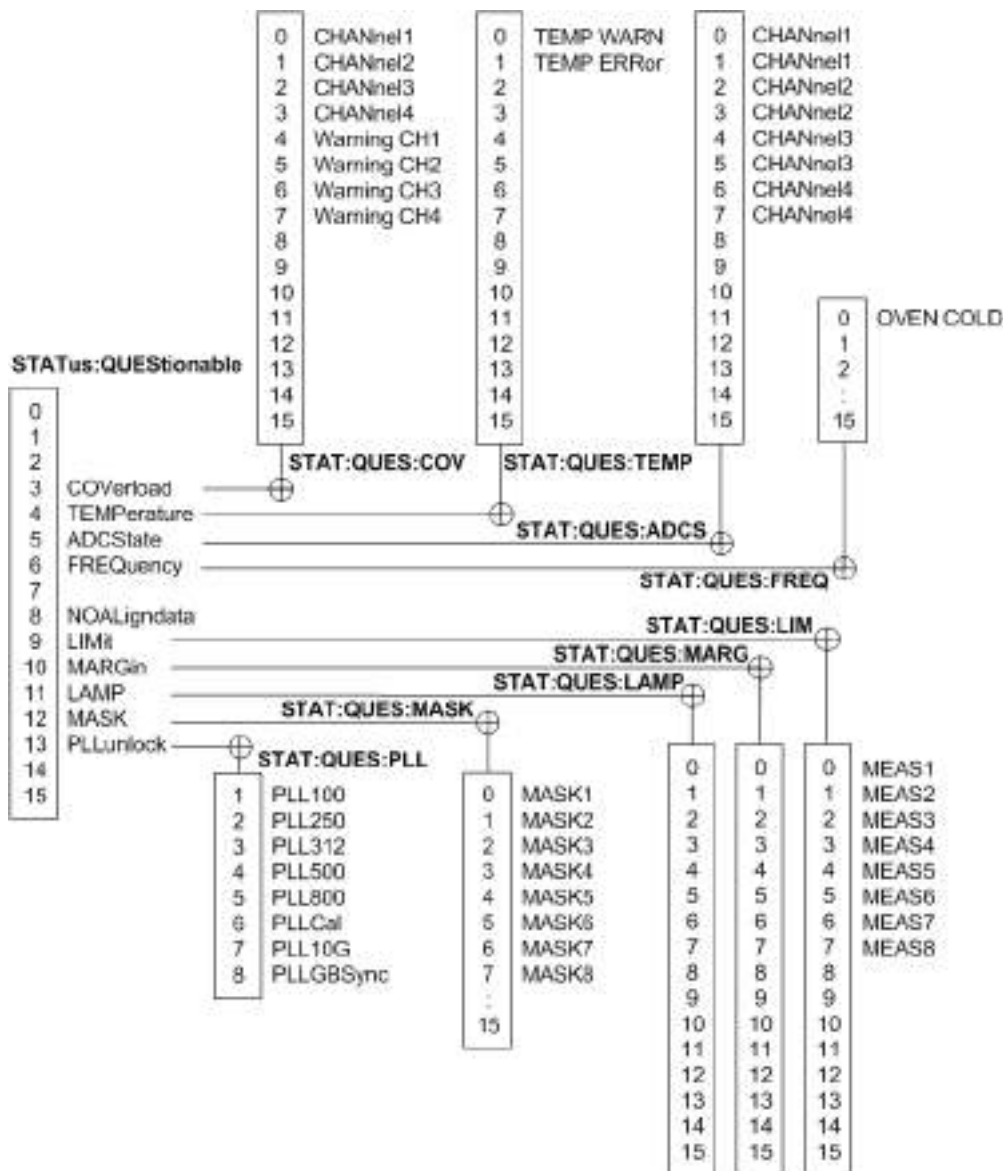 0 CHANnel1
1 CHANnel2
2 CHANnel3
3 CHANnel4
4 Warning CH1
5 Warning CH2
6 Warning CH3
7 Warning CH4
8
9
10
11
12
13
14
15
0 TEMP WARN
1 TEMP ERRor
2
3
4
5
6
7
8
9
10
11
12
13
14
15
0 CHANnel1
1 CHANnel1
2 CHANnel2
3 CHANnel2
4 CHANnel3
5 CHANnel3
6 CHANnel4
7 CHANnel4
8
9
10
11
12
13
14
15
0 OVEN COLD
1
2
:
15
STATus:QUEStionable
0
1
2
3 COVerload
4 TEMPerature
5 ADCState
6 FREQuency
7
8 NOALigndata
9 LIMit
10 MARGin
11 LAMP
12 MASK
13 PLLunlock
14
15
STAT:QUES:COV
STAT:QUES:TEMP
STAT:QUES:ADCS
STAT:QUES:FREQ
STAT:QUES:LIM
STAT:QUES:MARG
STAT:QUES:LAMP
STAT:QUES:MASK
STAT:QUES:PLL
1 PLL100
2 PLL250
3 PLL312
4 PLL500
5 PLL800
6 PLLCal
7 PLL10G
8 PLLGBSync
0 MASK1
1 MASK2
2 MASK3
3 MASK4
4 MASK5
5 MASK6
6 MASK7
7 MASK8
:
15
0 0 0 MEAS1
1 1 1 MEAS2
2 2 2 MEAS3
3 3 3 MEAS4
4 4 4 MEAS5
5 5 5 MEAS6
6 6 6 MEAS7
7 7 7 MEAS8
8 8 8
9 9 9
10 10 10
11 11 11
12 12 12
13 13 13
14 14 14
15 15 15